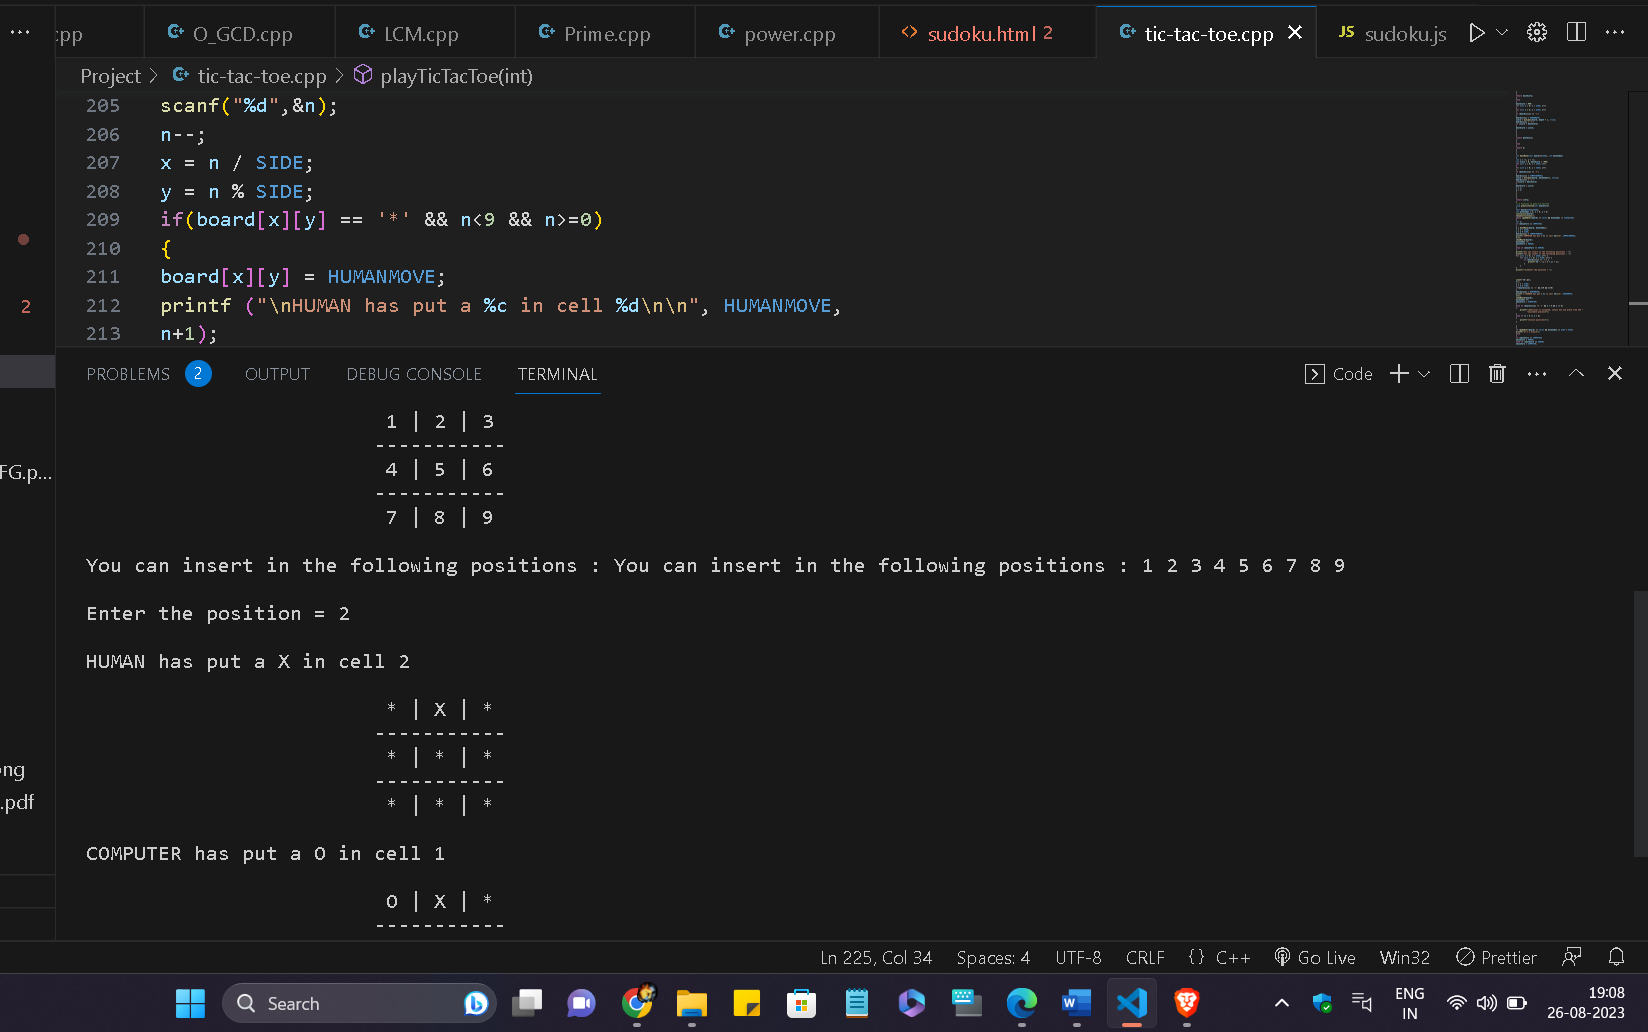 :pp O_GCD.cpp LCM.cpp Prime.cpp power.cpp sudoku.html 2 tic-tac-toe.cpp JS sudoku.js
Project > tic-tac-toe.cpp > playTicTacToe(int)
205 scanf("%d",&n);
206 n--;
207 x = n / SIDE;
208 y = n % SIDE;
209 if(board[x][y] == '*' && n<9 && n>=0)
210 {
211 board[x][y] = HUMANMOVE;
2
212 printf ("\nHUMAN has put a %c in cell %d\n\n", HUMANMOVE,
213 n+1);
PROBLEMS 2 OUTPUT DEBUG CONSOLE TERMINAL Code
1 | 2 | 3
-----------
4 | 5 | 6
-----------
7 | 8 | 9
FG.p...
You can insert in the following positions : You can insert in the following positions : 1 2 3 4 5 6 7 8 9
Enter the position = 2
HUMAN has put a X in cell 2
* | X | *
-----------
* | * | *
-----------
* | * | *
ong
.pdf
COMPUTER has put a O in cell 1
O | X | *
-----------
Ln 225, Col 34 Spaces: 4 UTF-8 CRLF {} C++ Go Live Win32 Prettier
Search
ENG
IN
19:08
26-08-2023